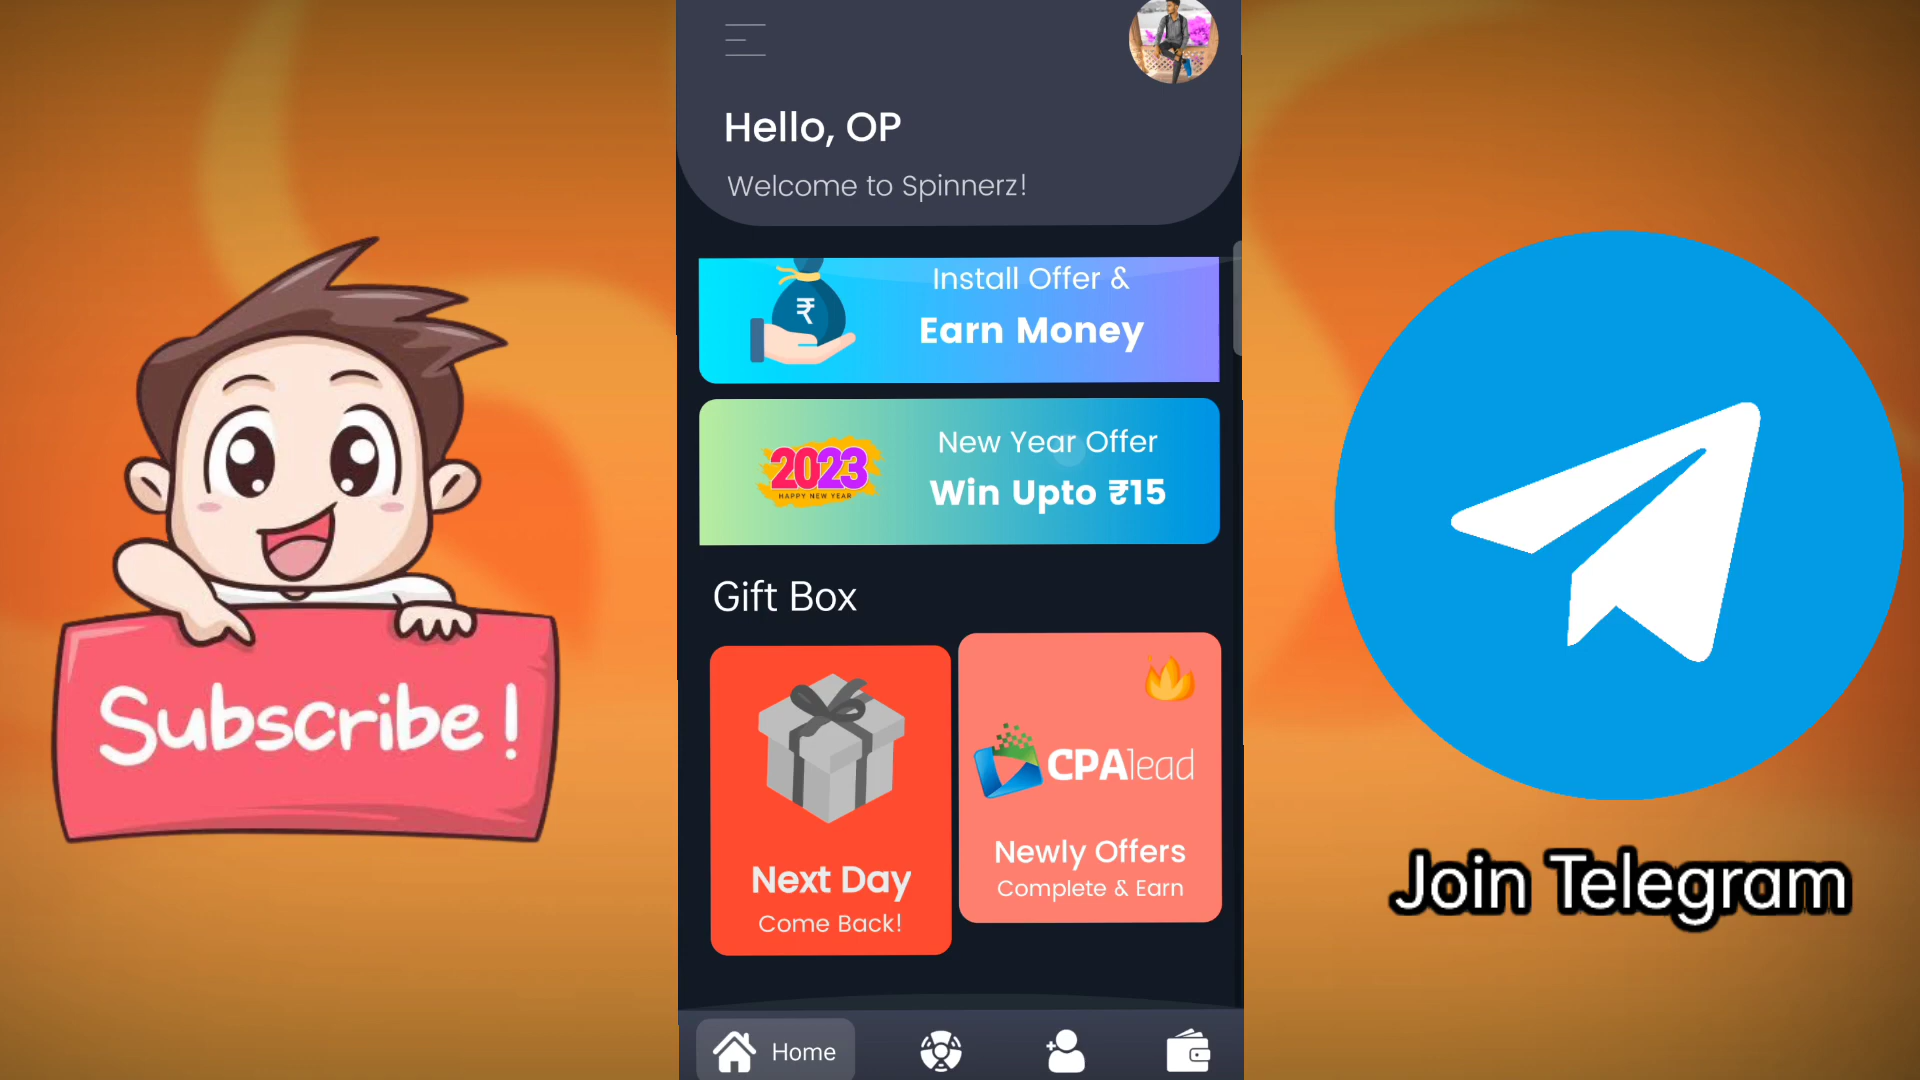 Hello, OP
Welcome to Spinnerz!
Install Offer &
Earn Money
₹
New Year Offer
Win Upto ₹15
2023
HAPPY NEW YEAR
Gift Box
Next Day
Come Back!
CPAlead
Newly Offers
Complete & Earn
Home
Subscribe!
Join Telegram